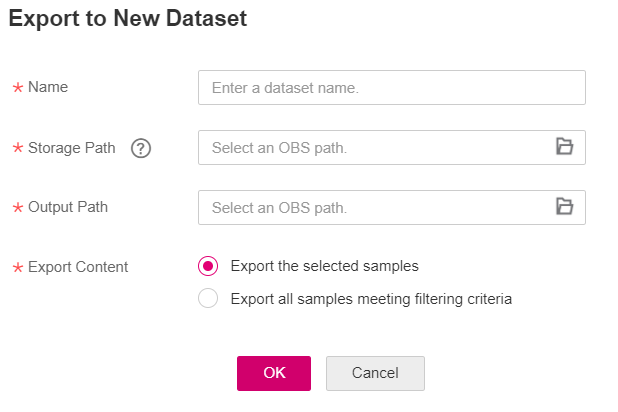 Export to New Dataset
* Name
Enter a dataset name.
* Storage Path ?
Select an OBS path.
* Output Path
Select an OBS path.
* Export Content
Export the selected samples
Export all samples meeting filtering criteria
OK
Cancel